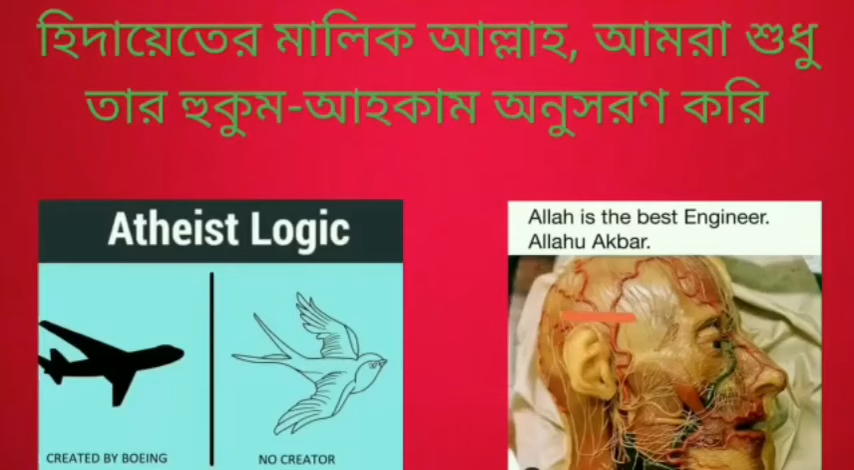 হিদায়েতের মালিক আল্লাহ, আমরা শুধু
তার হুকুম-আহকাম অনুসরণ করি
Atheist Logic
CREATED BY BOEING
NO CREATOR
Allah is the best Engineer.
Allahu Akbar.